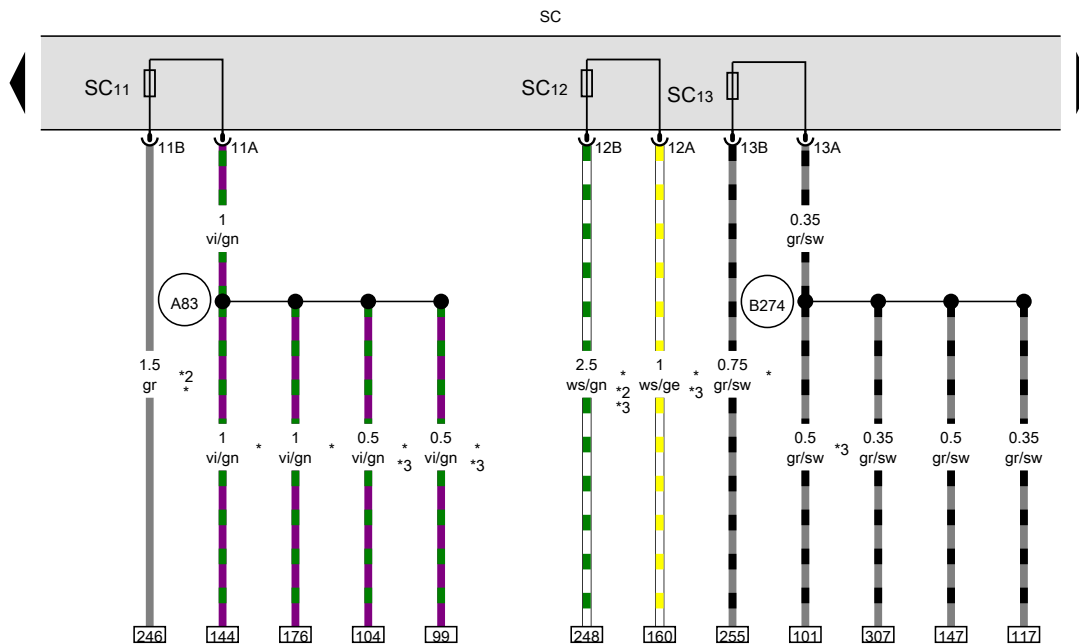 SC
SC11
SC12
SC13
11B
11A
12B
12A
13B
13A
1
vi/gn
0.35
gr/sw
A83
B274
1.5
gr
*2
*
2.5
ws/gn
*
*2
*3
1
ws/ge
*
*3
0.75
gr/sw
*
1
vi/gn
*
1
vi/gn
*
0.5
vi/gn
*
*3
0.5
vi/gn
*
*3
0.5
gr/sw
*3
0.35
gr/sw
0.5
gr/sw
0.35
gr/sw
246
144
176
104
99
248
160
255
101
307
147
117